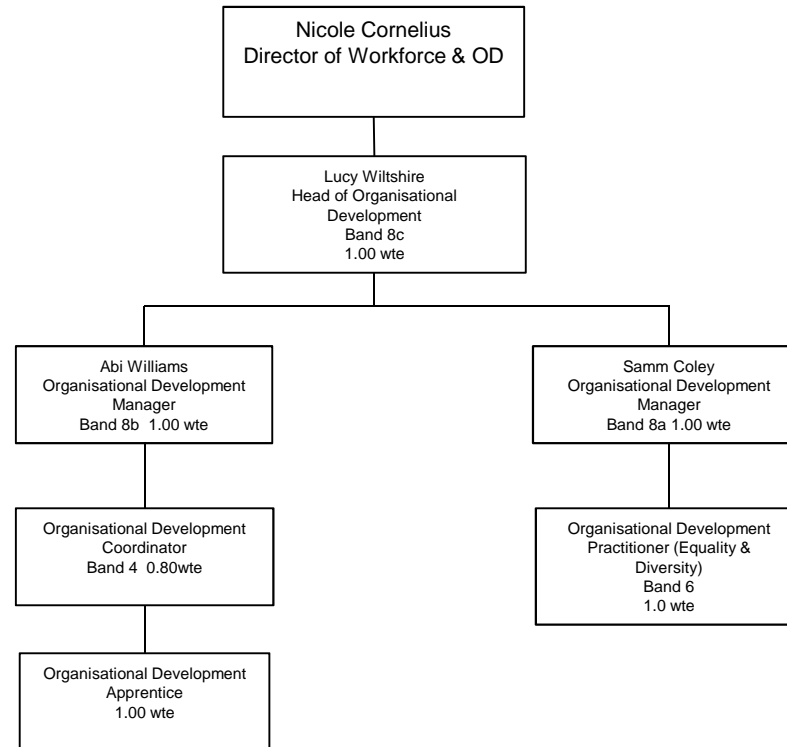 Nicole Cornelius
Director of Workforce & OD
Lucy Wiltshire
Head of Organisational
Development
Band 8c
1.00 wte
Abi Williams
Organisational Development
Manager
Band 8b  1.00 wte
Samm Coley
Organisational Development
Manager
Band 8a 1.00 wte
Organisational Development
Coordinator
Band 4  0.80wte
Organisational Development
Practitioner (Equality &
Diversity)
Band 6
1.0 wte
Organisational Development
Apprentice
1.00 wte